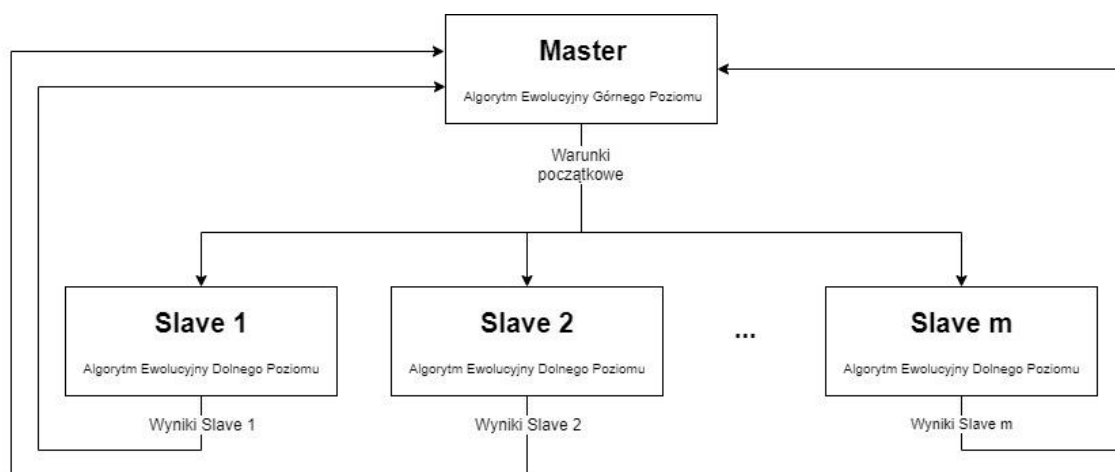 Master
Algorytm Ewolucyjny Górnego Poziomu
Warunki
początkowe
Slave 1
Algorytm Ewolucyjny Dolnego Poziomu
Wyniki Slave 1
Slave 2
Algorytm Ewolucyjny Dolnego Poziomu
Wyniki Slave 2
...
Slave m
Algorytm Ewolucyjny Dolnego Poziomu
Wyniki Slave m